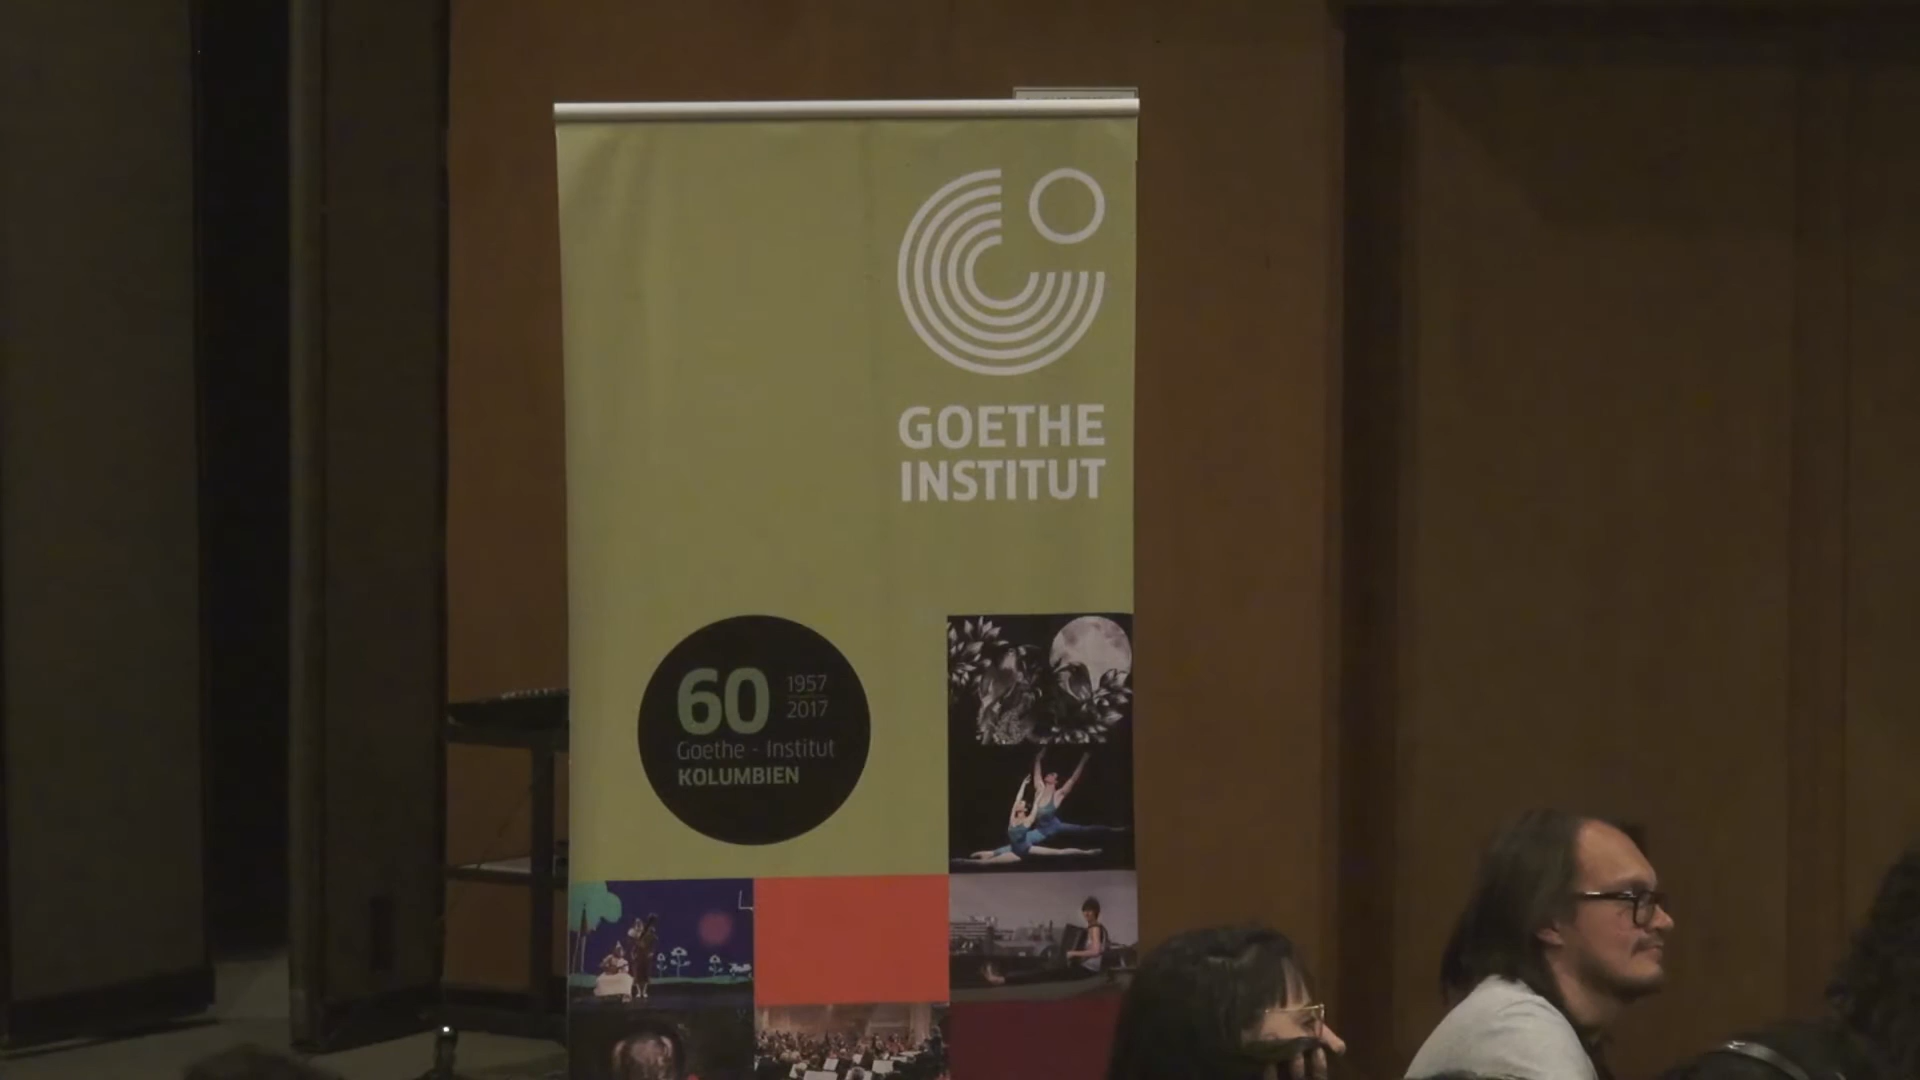 GOETHE
INSTITUT
60
1957
2017
Goethe - Institut
KOLUMBIEN